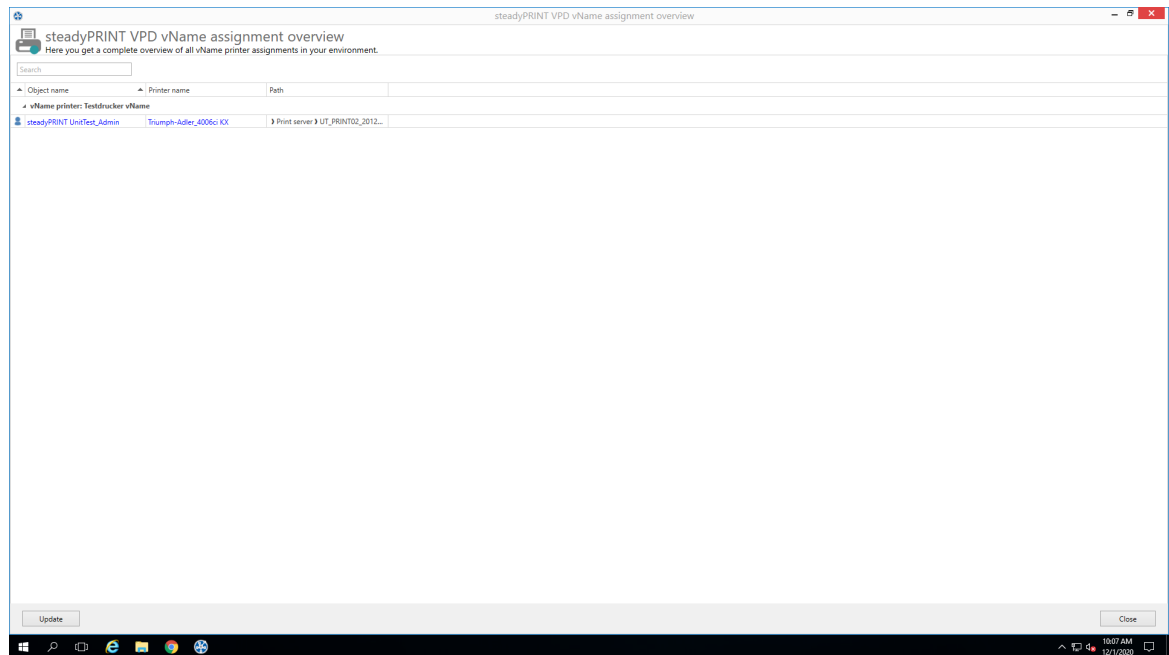 steadyPRINT VPD vName assignment overview
steadyPRINT VPD vName assignment overview
Here you get a complete overview of all vName printer assignments in your environment.
Search
Object name Printer name Path
vName printer: Testdrucker vName
steadyPRINT UnitTest_Admin Triumph-Adler_4006ci KX ❯ Print server ❯ UT_PRINT02_2012...
Update Close
10:07 AM
12/1/2020